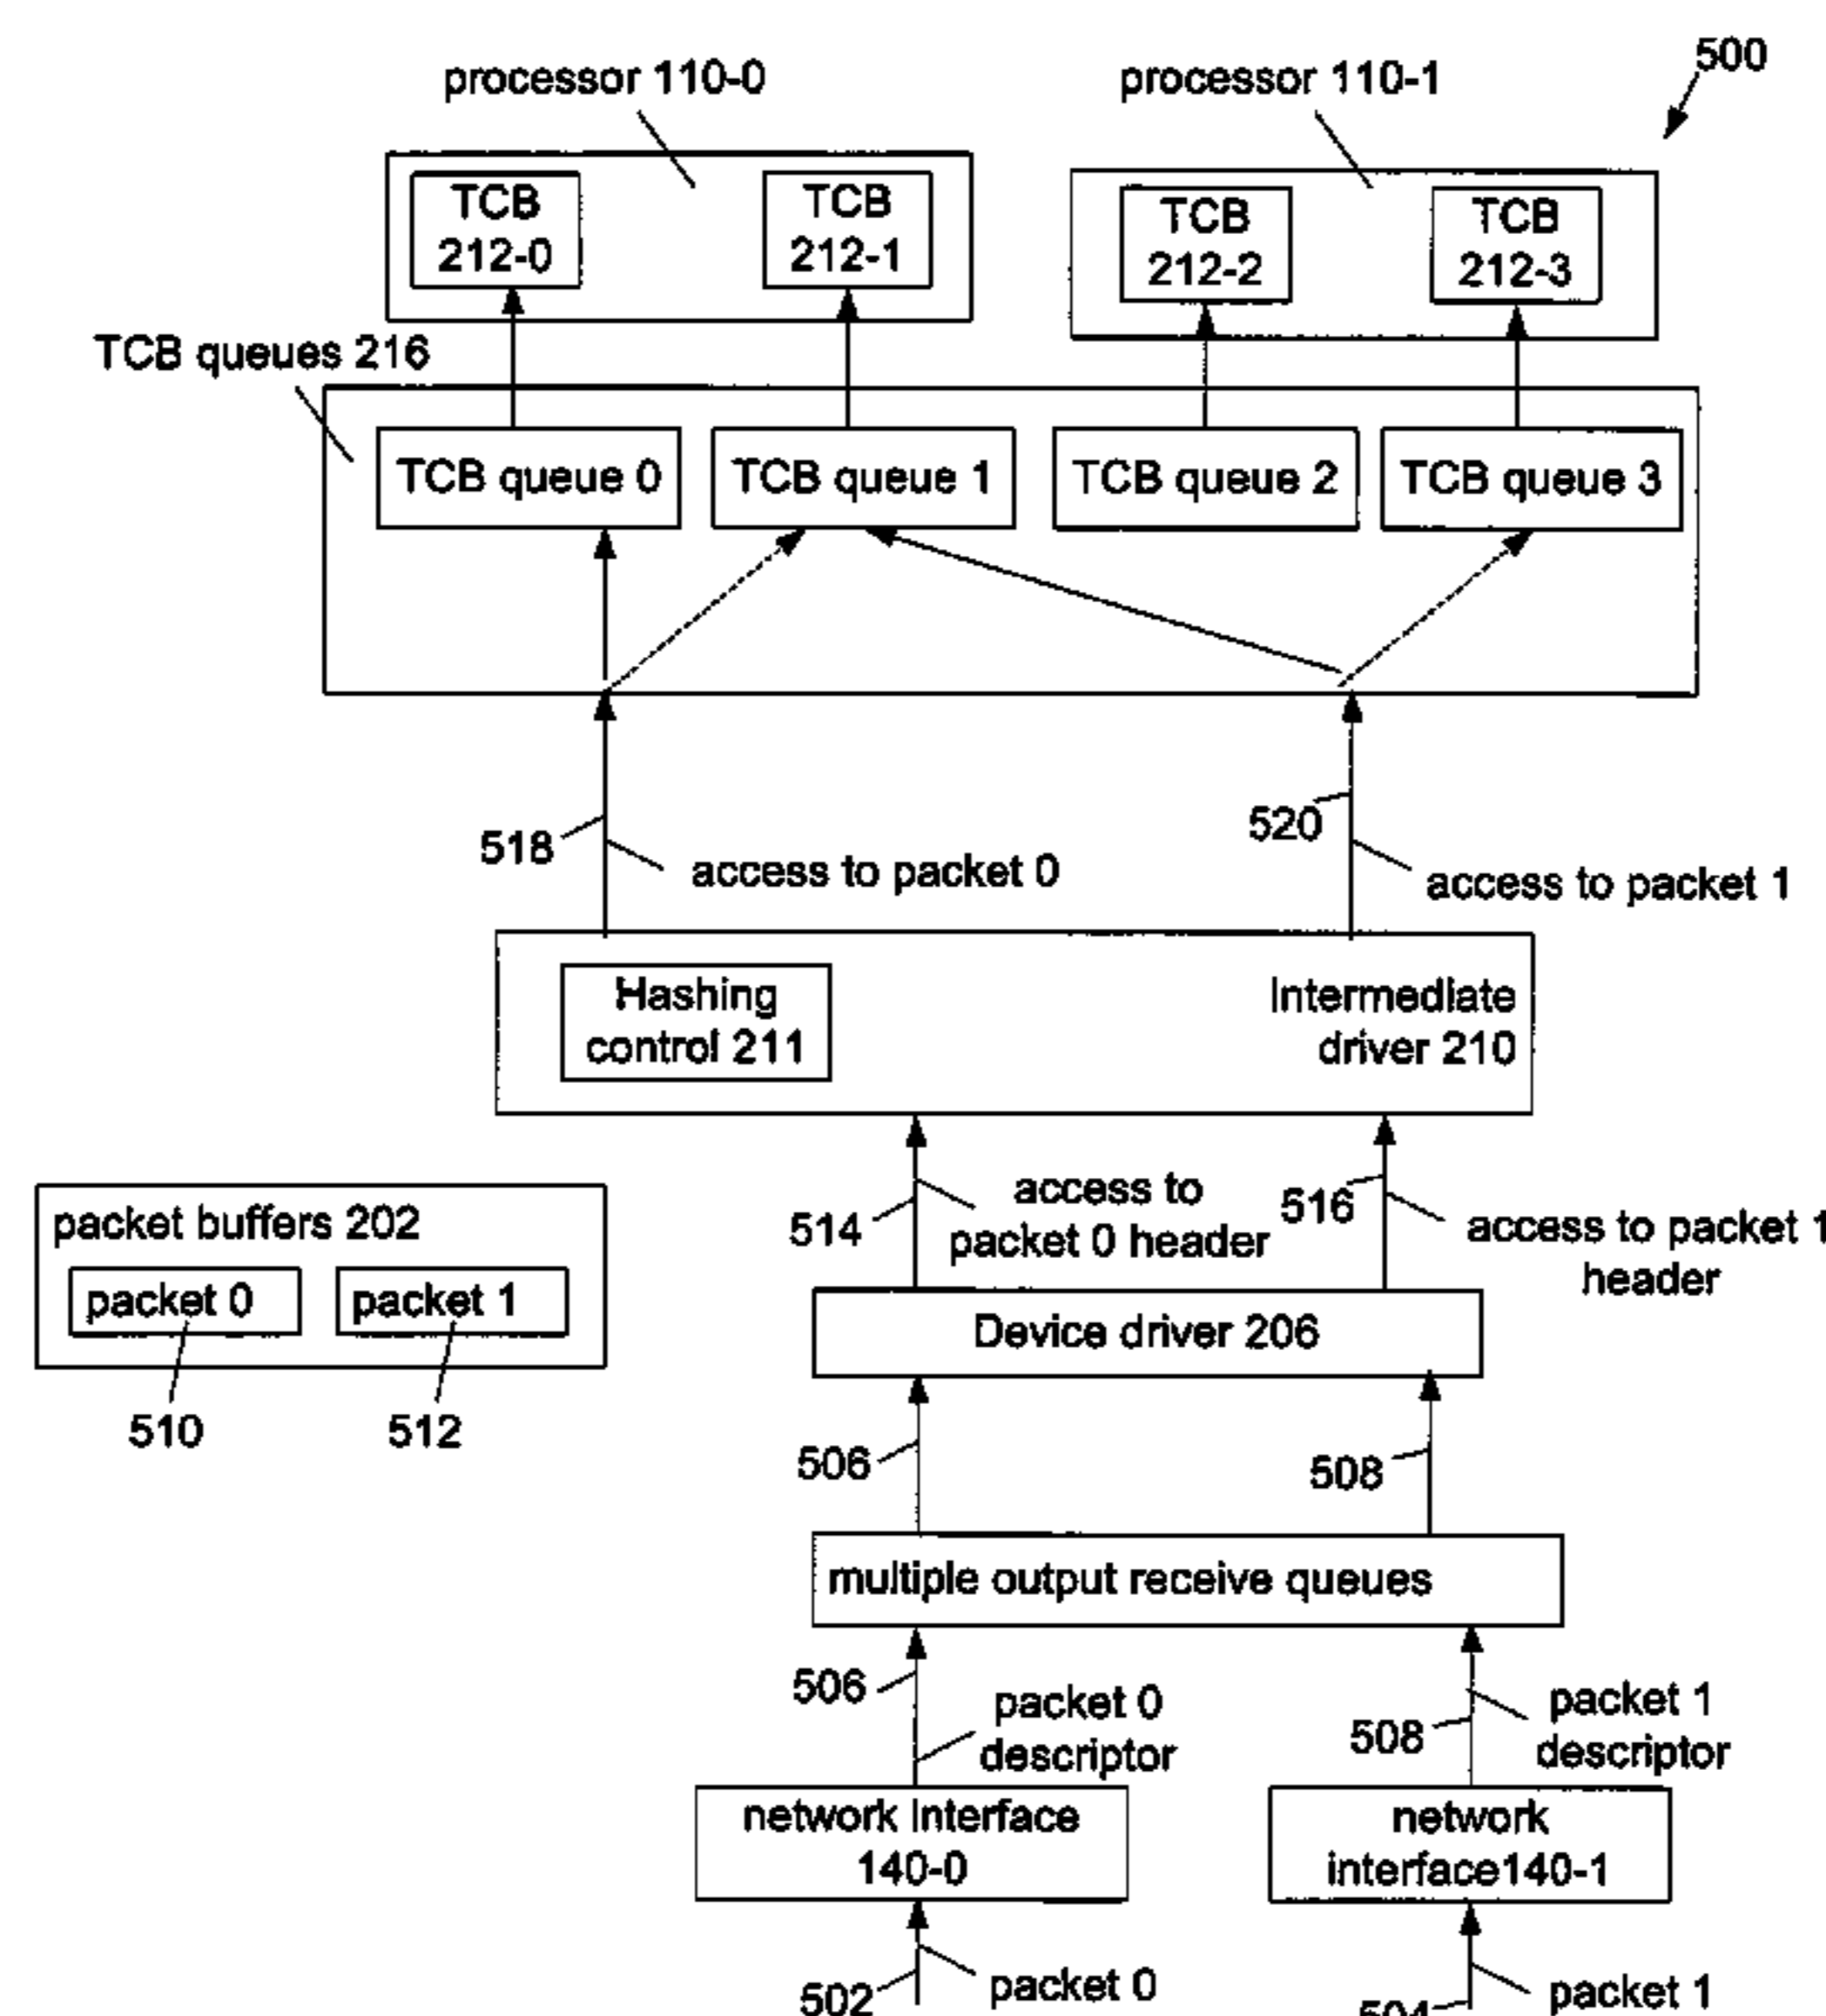 500
processor 110-0
processor 110-1
TCB
212-0
TCB
212-1
TCB
212-2
TCB
212-3
TCB queues 216
TCB queue 0
TCB queue 1
TCB queue 2
TCB queue 3
518
access to packet 0
520
access to packet 1
Hashing
control 211
Intermediate
driver 210
packet buffers 202
packet 0
packet 1
510
512
514
access to
packet 0 header
516
access to packet 1
header
Device driver 206
506
508
multiple output receive queues
506
packet 0
descriptor
508
packet 1
descriptor
network Interface
140-0
network
interface140-1
502
packet 0
504
packet 1